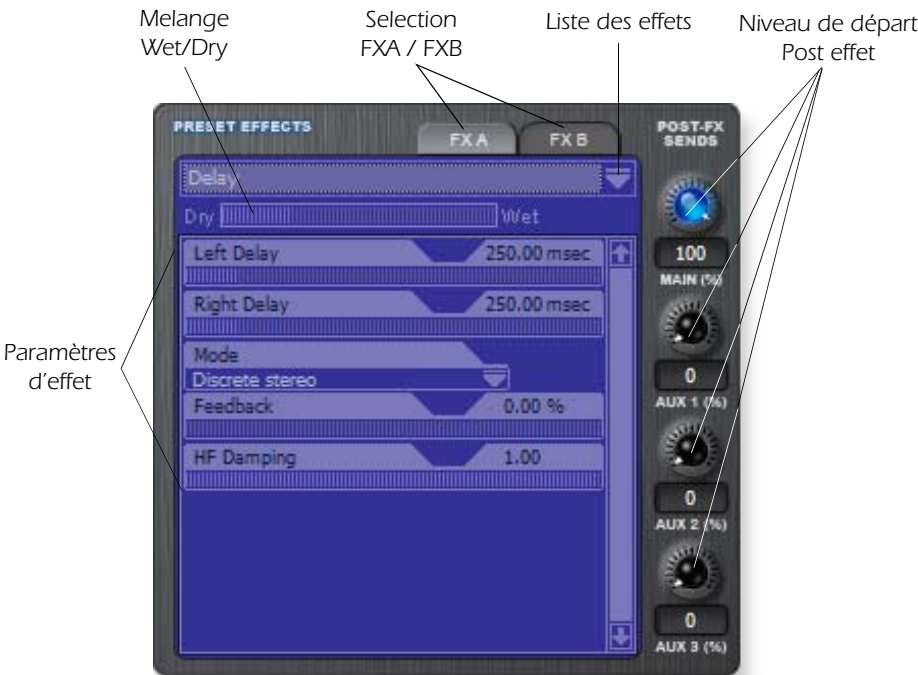 Melange
Wet/Dry
Selection
FXA / FXB
Liste des effets
Niveau de départ
Post effet
PRESET EFFECTS
FX A
FX B
POST-FX
SENDS
Delay
Dry
Wet
Left Delay
250.00 msec
100
MAIN (%)
Right Delay
250.00 msec
Mode
Discrete stereo
0
AUX 1 (%)
Paramètres
d'effet
Feedback
0.00 %
HF Damping
1.00
0
AUX 2 (%)
0
AUX 3 (%)